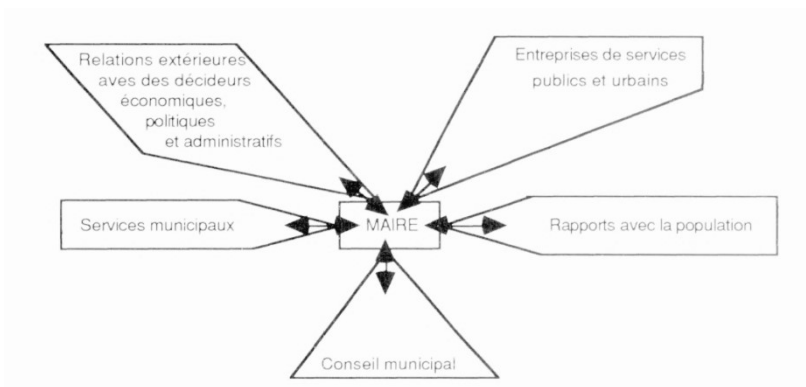 Relations extérieures
aves des décideurs
économiques,
politiques
et administratifs
Entreprises de services
publics et urbains
Services municipaux
MAIRE
Rapports avec la population
Conseil municipal